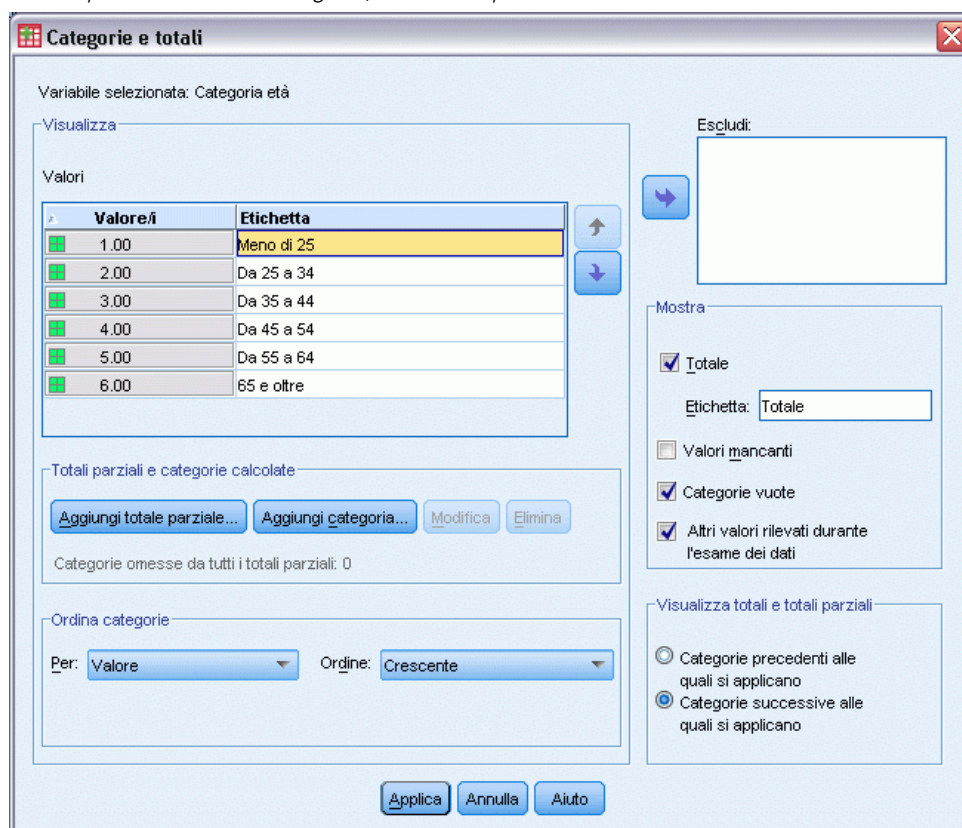 Categorie e totali
Variabile selezionata: Categoria età
Visualizza
Valori
Valore/i Etichetta
1.00 Meno di 25
2.00 Da 25 a 34
3.00 Da 35 a 44
4.00 Da 45 a 54
5.00 Da 55 a 64
6.00 65 e oltre
Totali parziali e categorie calcolate
Aggiungi totale parziale... Aggiungi categoria... Modifica Elimina
Categorie omesse da tutti i totali parziali: 0
Ordina categorie
Per: Valore Ordine: Crescente
Escludi:
Mostra
Totale
Etichetta: Totale
Valori mancanti
Categorie vuote
Altri valori rilevati durante
l'esame dei dati
Visualizza totali e totali parziali
Categorie precedenti alle
quali si applicano
Categorie successive alle
quali si applicano
Applica Annulla Aiuto